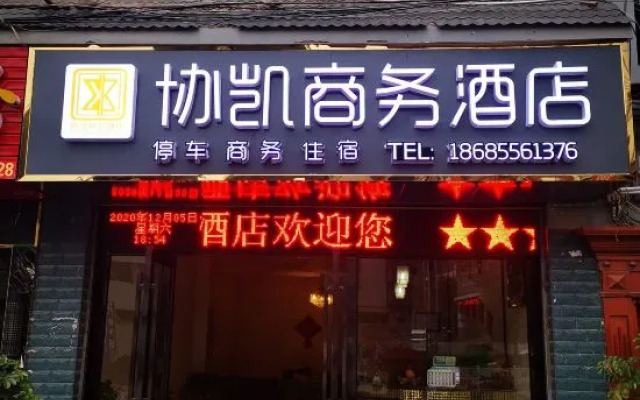 协凯商务酒店
停车 商务 住宿 TEL: 18685561376
28
2020年12月05日
星期六
18:54
酒店欢迎您 ★★